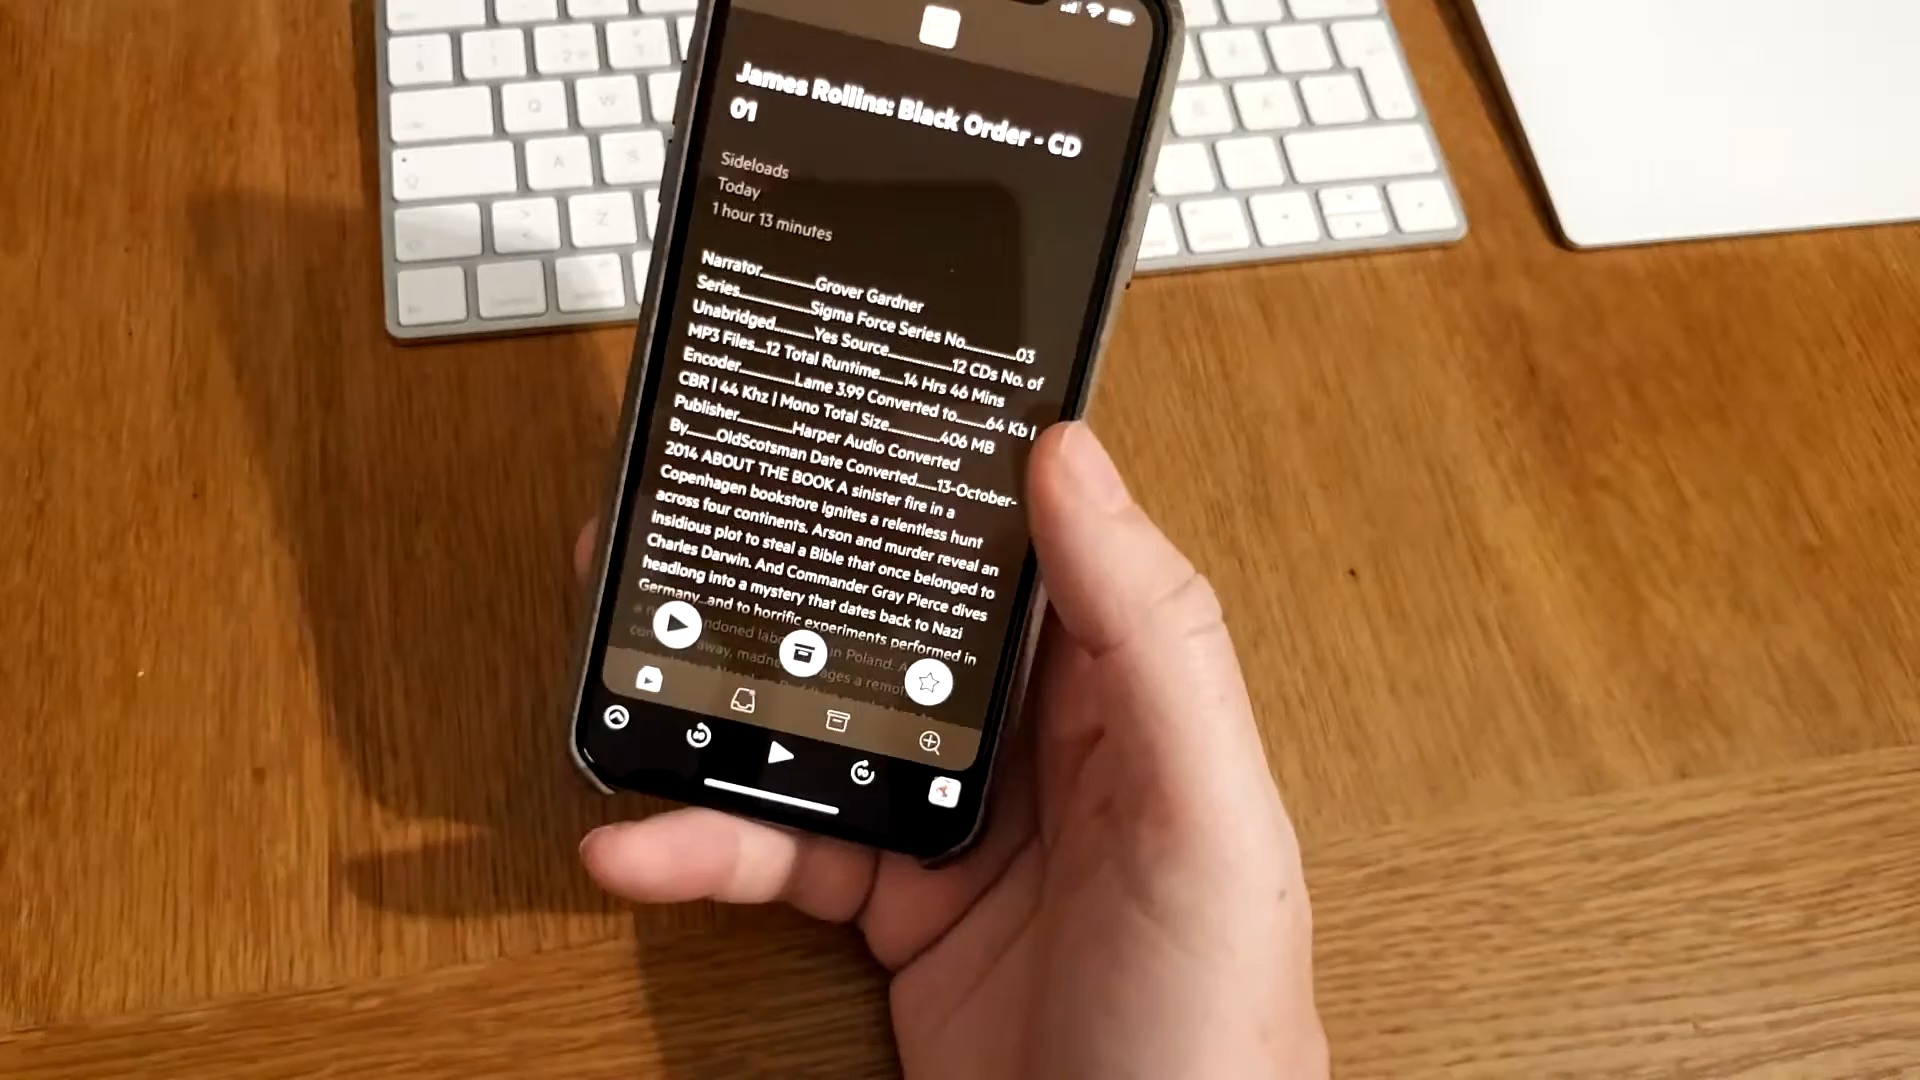 James Rollins: Black Order - CD
01
Sideloads
Today
1 hour 13 minutes
Narrator............Grover Gardner
Series................Sigma Force Series No............03
Unabridged.........Yes Source...............12 CDs No. of
MP3 Files...12 Total Runtime......14 Hrs 46 Mins
Encoder.............Lame 3.99 Converted to........64 Kb |
CBR | 44 Khz | Mono Total Size............406 MB
Publisher............Harper Audio Converted
By.......OldScotsman Date Converted.....13-October-
2014 ABOUT THE BOOK A sinister fire in a
Copenhagen bookstore ignites a relentless hunt
across four continents. Arson and murder reveal an
insidious plot to steal a Bible that once belonged to
Charles Darwin. And Commander Gray Pierce dives
headlong into a mystery that dates back to Nazi
Germany...and to horrific experiments performed in
in Poland.
away,
a
Q
W
A
S
Z